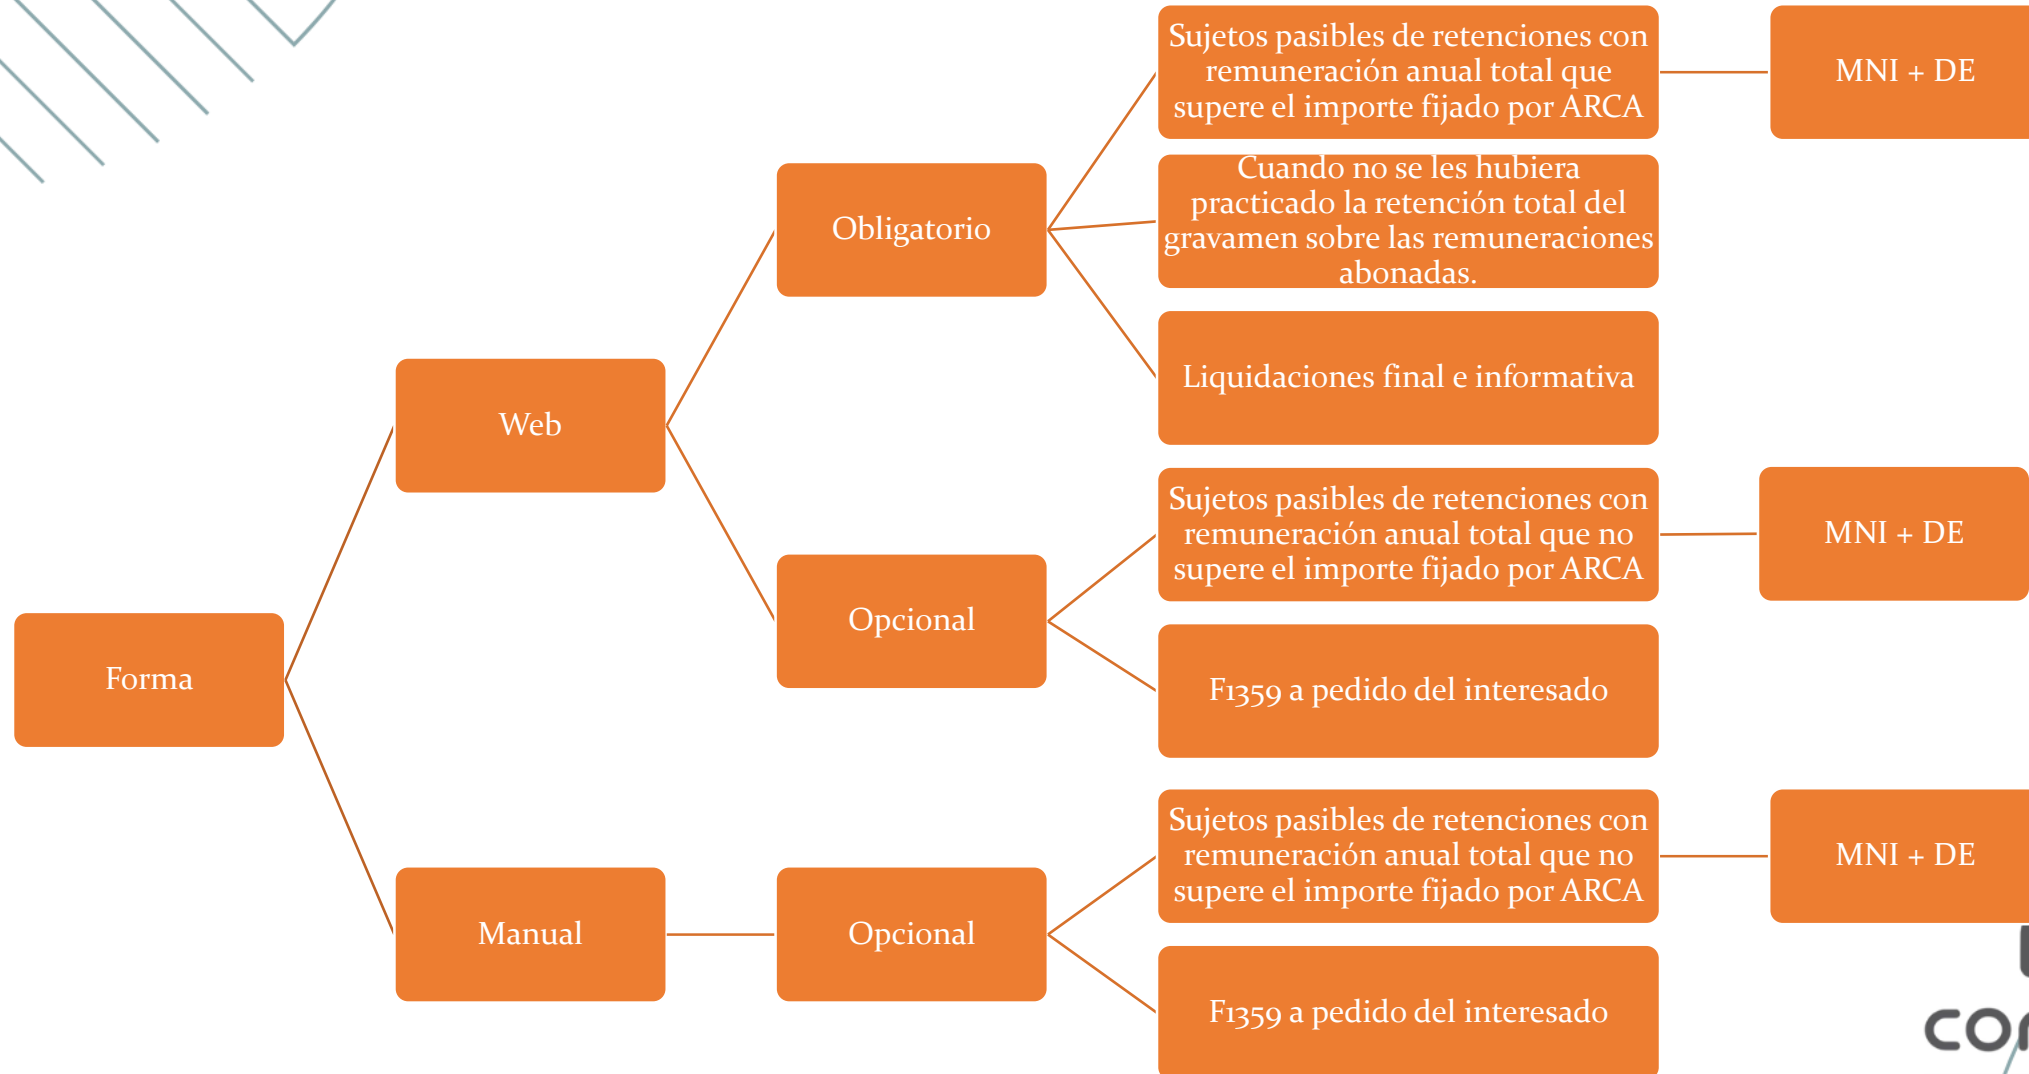 Sujetos pasibles de retenciones con
remuneración anual total que
supere el importe fijado por ARCA
MNI + DE
Cuando no se les hubiera
practicado la retención total del
gravamen sobre las remuneraciones
abonadas.
Obligatorio
Liquidaciones final e informativa
Web
Sujetos pasibles de retenciones con
remuneración anual total que no
supere el importe fijado por ARCA
MNI + DE
Opcional
F1359 a pedido del interesado
Forma
Sujetos pasibles de retenciones con
remuneración anual total que no
supere el importe fijado por ARCA
MNI + DE
Manual
Opcional
F1359 a pedido del interesado